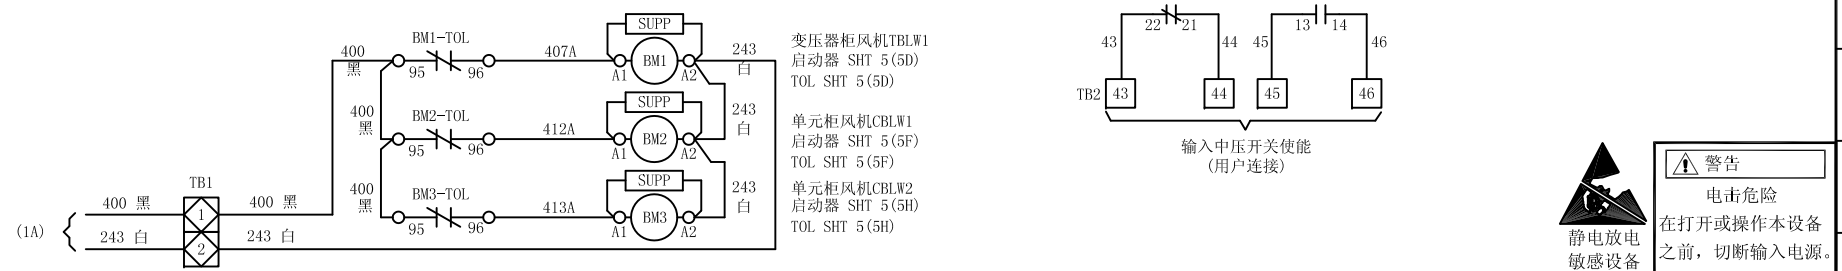 SUPP
BM1-TOL
400
黑
95
96
407A
A1
BM1
A2
243
白
变压器柜风机TBLW1
启动器 SHT 5(5D)
TOL SHT 5(5D)
SUPP
400
黑
BM2-TOL
95
96
412A
A1
BM2
A2
243
白
单元柜风机CBLW1
启动器 SHT 5(5F)
TOL SHT 5(5F)
SUPP
400
黑
BM3-TOL
95
96
413A
A1
BM3
A2
243
白
单元柜风机CBLW2
启动器 SHT 5(5H)
TOL SHT 5(5H)
TB1
(1A)
400 黑
1
400 黑
243 白
2
243 白
22 21
13 14
43
44
45
46
TB2
43
44
45
46
输入中压开关使能
(用户连接)
静电放电
敏感设备
警告
电击危险
在打开或操作本设备
之前，切断输入电源。